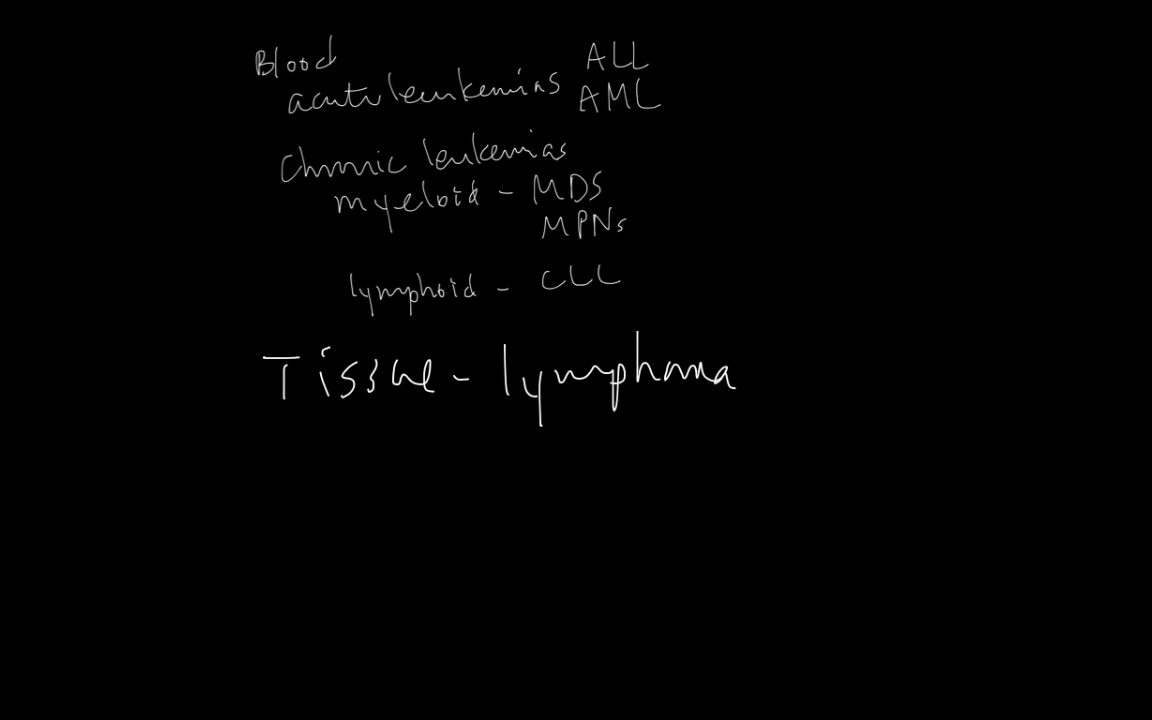 Blood
acute leukemias ALL
AML
Chronic leukemias
myeloid - MDS
MPNs
lymphoid - CLL
Tissue - lymphoma